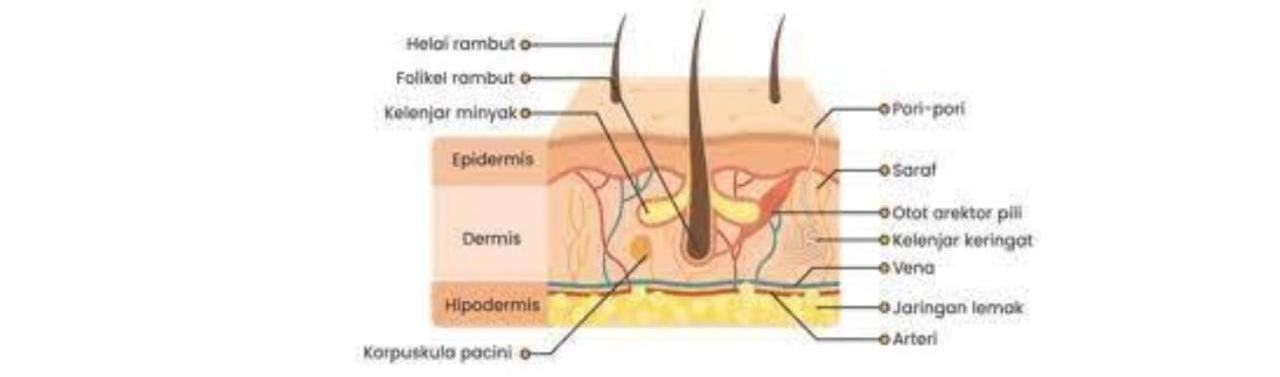 Helai rambut
Folikel rambut
Kelenjar minyak
Epidermis
Dermis
Hipodermis
Korpuskula pacini
Pori-pori
Saraf
Otot arektor pili
Kelenjar keringat
Vena
Jaringan lemak
Arteri